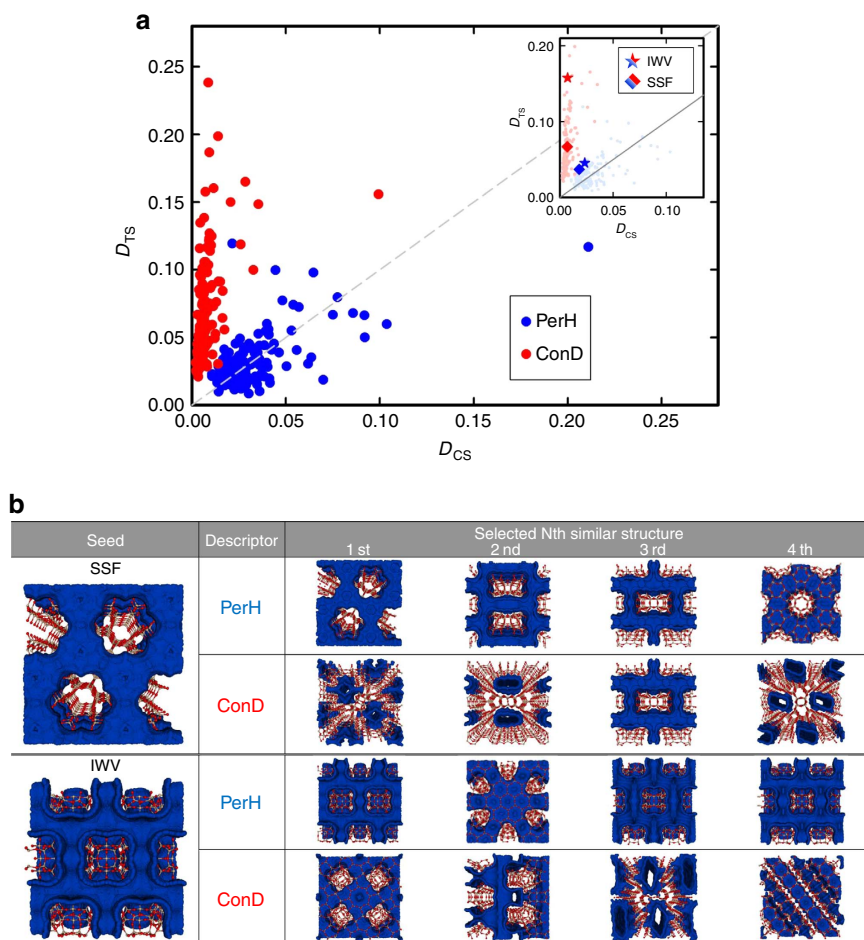 a
0.25
0.20
0.15
0.10
0.05
0.00
D_TS
0.00
0.05
0.10
0.15
0.20
0.25
D_CS
PerH
ConD
0.20
0.10
0.00
D_TS
0.00
0.05
0.10
D_CS
IWV
SSF
b
Seed
Descriptor
Selected Nth similar structure
1 st
2 nd
3 rd
4 th
SSF
PerH
ConD
IWV
PerH
ConD